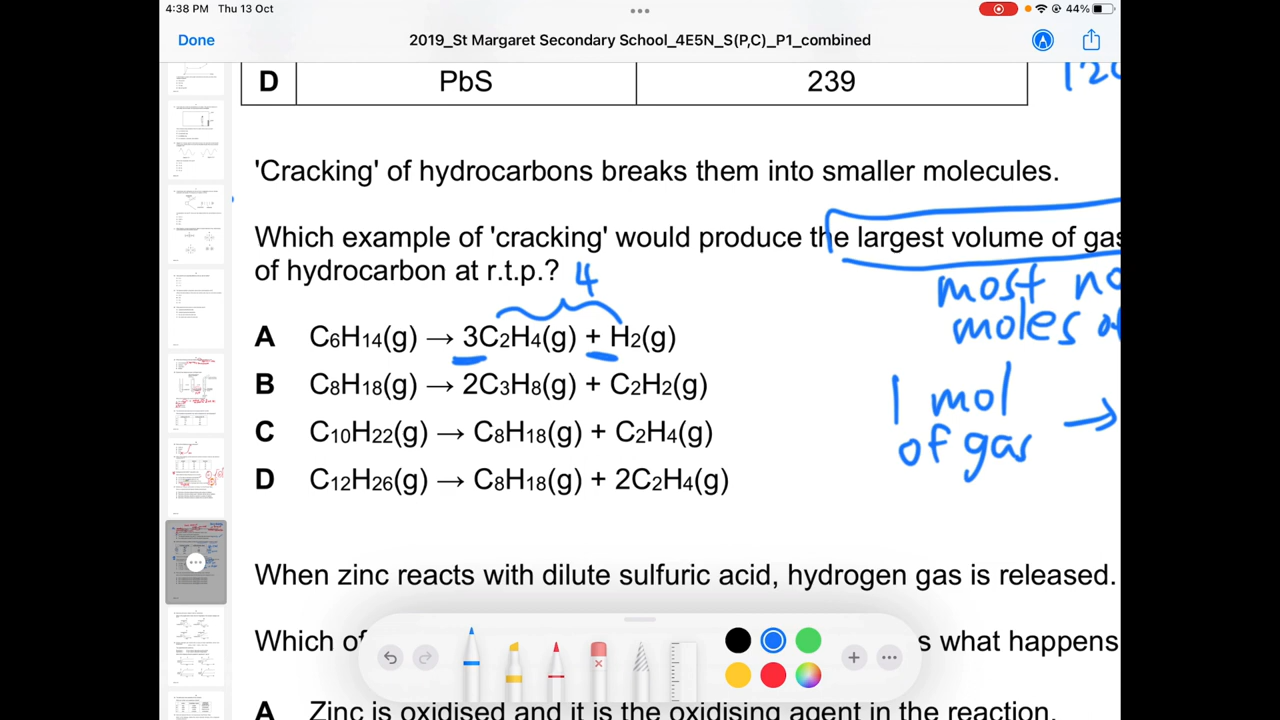 4:38 PM Thu 13 Oct
44%
Done
2019_St Margaret Secondary School_4E5N_S(P,C)_P1_combined
D PbS 239
'Cracking' of hydrocarbons breaks them into smaller molecules.
Which example of 'cracking' would produce the largest volume of gas
of hydrocarbon at r.t.p.? 4
most no
moles of
A C6H14(g) → 3C2H4(g) + H2(g)
B C8H18(g) → 2C3H8(g) + C2H2(g)
1 mol
of gas →
C C10H22(g) → C8H18(g) + C2H4(g)
D C12H26(g) → C8H18(g) + 2C2H4(g)
When zinc reacts with dilute sulfuric acid, hydrogen gas is released.
Which of s what happens
A Zinc is oxidised and it is the oxidising agent in the reaction.